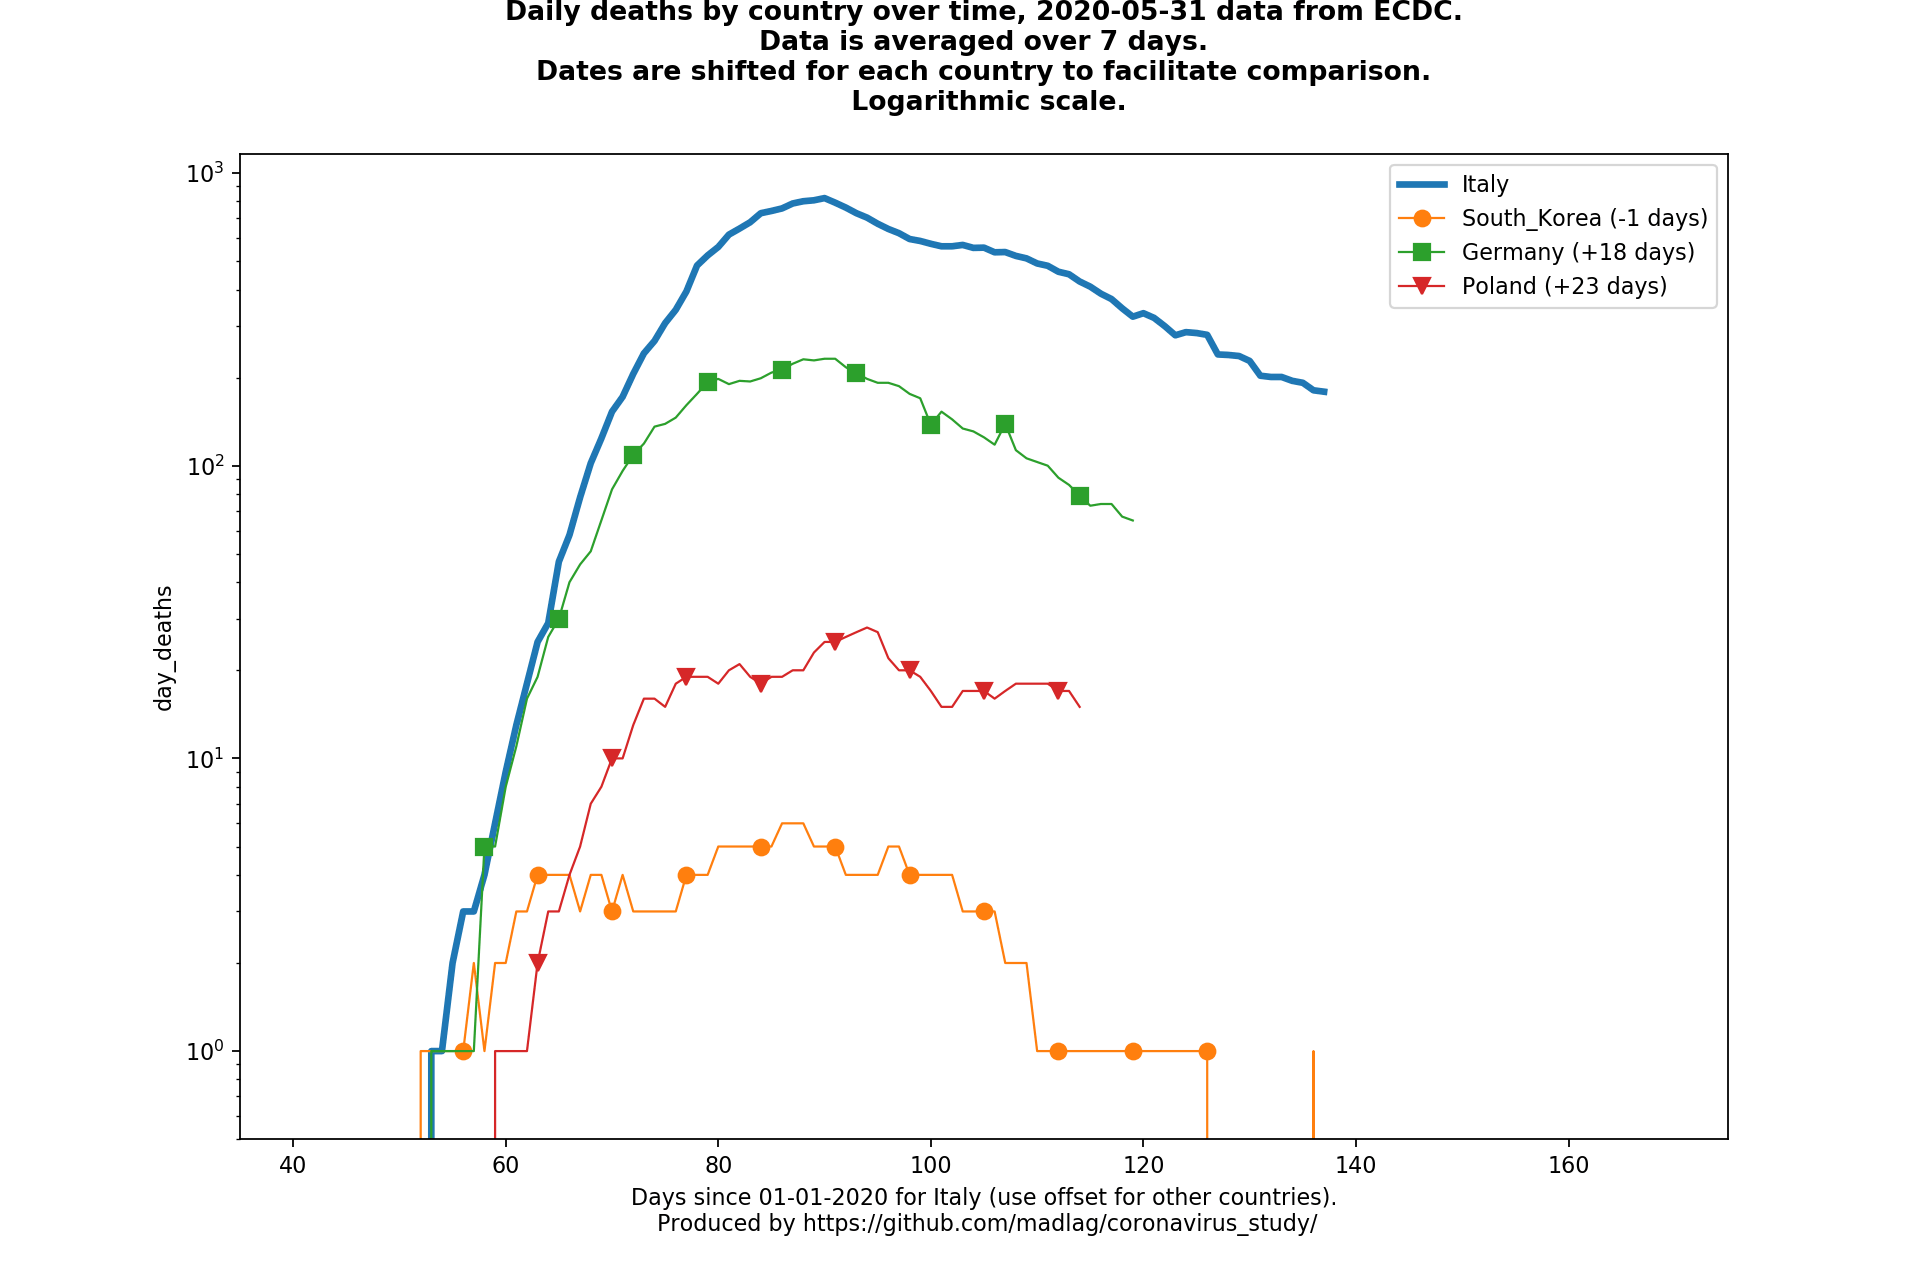 Daily deaths by country over time, 2020-05-31 data from ECDC.
Data is averaged over 7 days.
Dates are shifted for each country to facilitate comparison.
Logarithmic scale.
10³
10²
10¹
10⁰
day_deaths
Italy
South_Korea (-1 days)
Germany (+18 days)
Poland (+23 days)
40 60 80 100 120 140 160
Days since 01-01-2020 for Italy (use offset for other countries).
Produced by https://github.com/madlag/coronavirus_study/